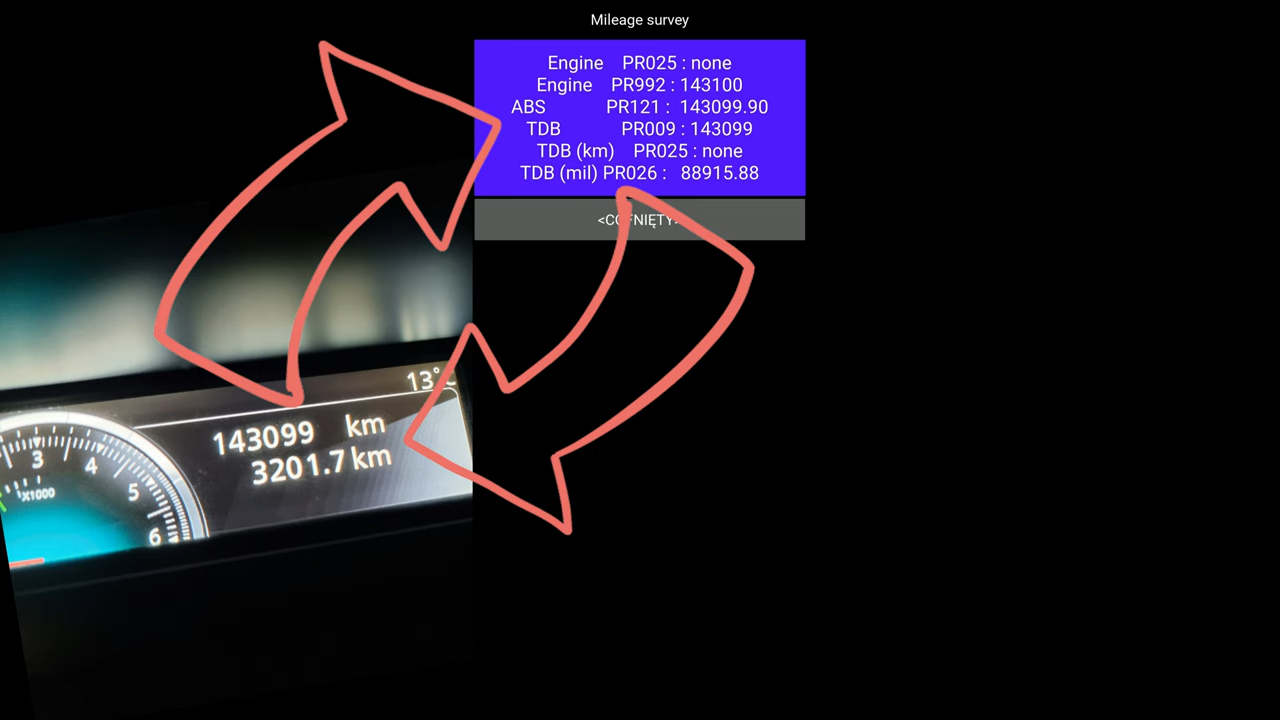 Mileage survey
Engine PR025 : none
Engine PR992 : 143100
ABS PR121 : 143099.90
TDB PR009 : 143099
TDB (km) PR025 : none
TDB (mil) PR026 : 88915.88
<COFNIĘTY>
13°C
143099 km
3201.7 km
3
4
5
6
X1000